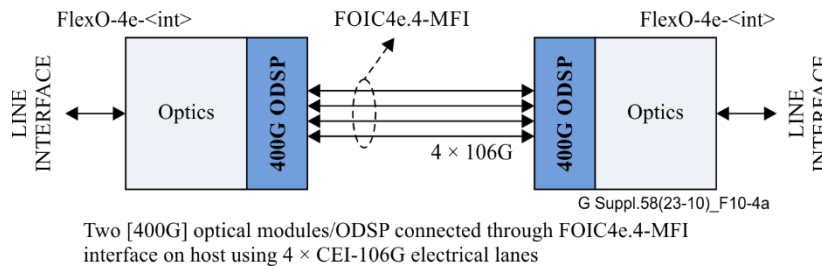 FlexO-4e-<int>
FOIC4e.4-MFI
FlexO-4e-<int>
LINE
INTERFACE
Optics
400G ODSP
4 × 106G
400G ODSP
Optics
LINE
INTERFACE
G Suppl.58(23-10)_F10-4a
Two [400G] optical modules/ODSP connected through FOIC4e.4-MFI
interface on host using 4 × CEI-106G electrical lanes